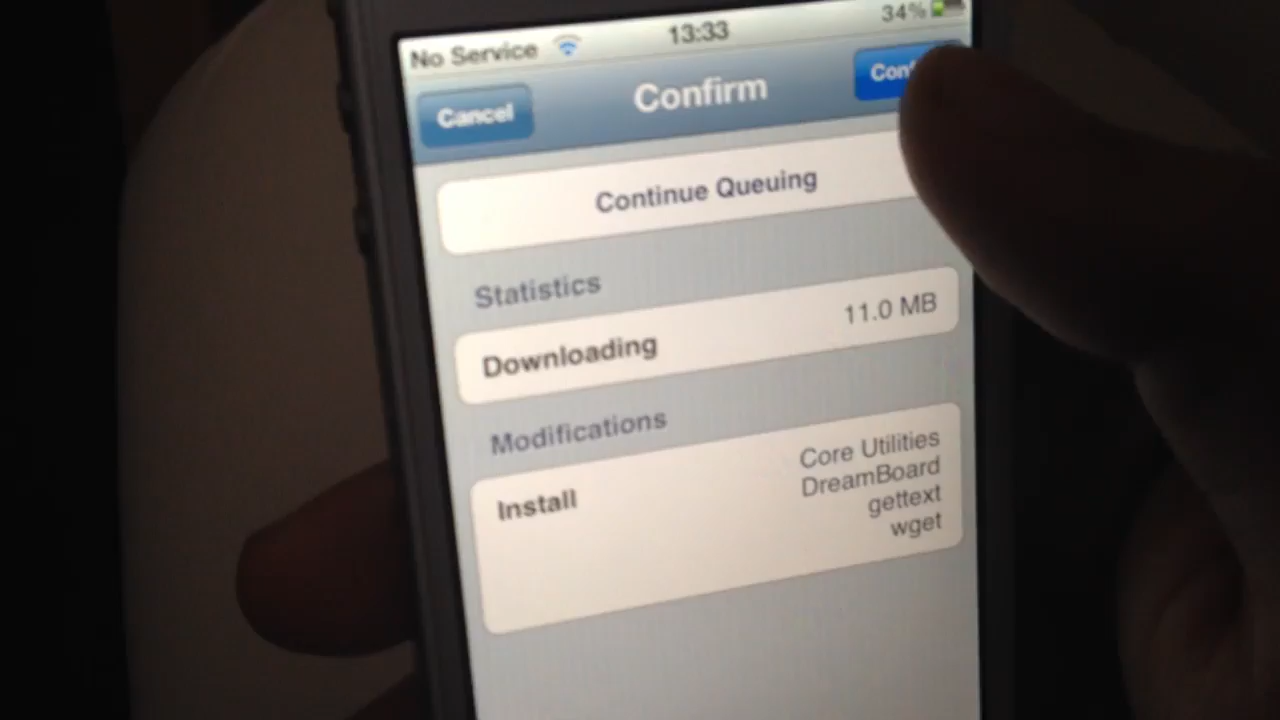 No Service 13:33 34%
Cancel Confirm Conf
Continue Queuing
Statistics
Downloading 11.0 MB
Modifications
Install Core Utilities
DreamBoard
gettext
wget